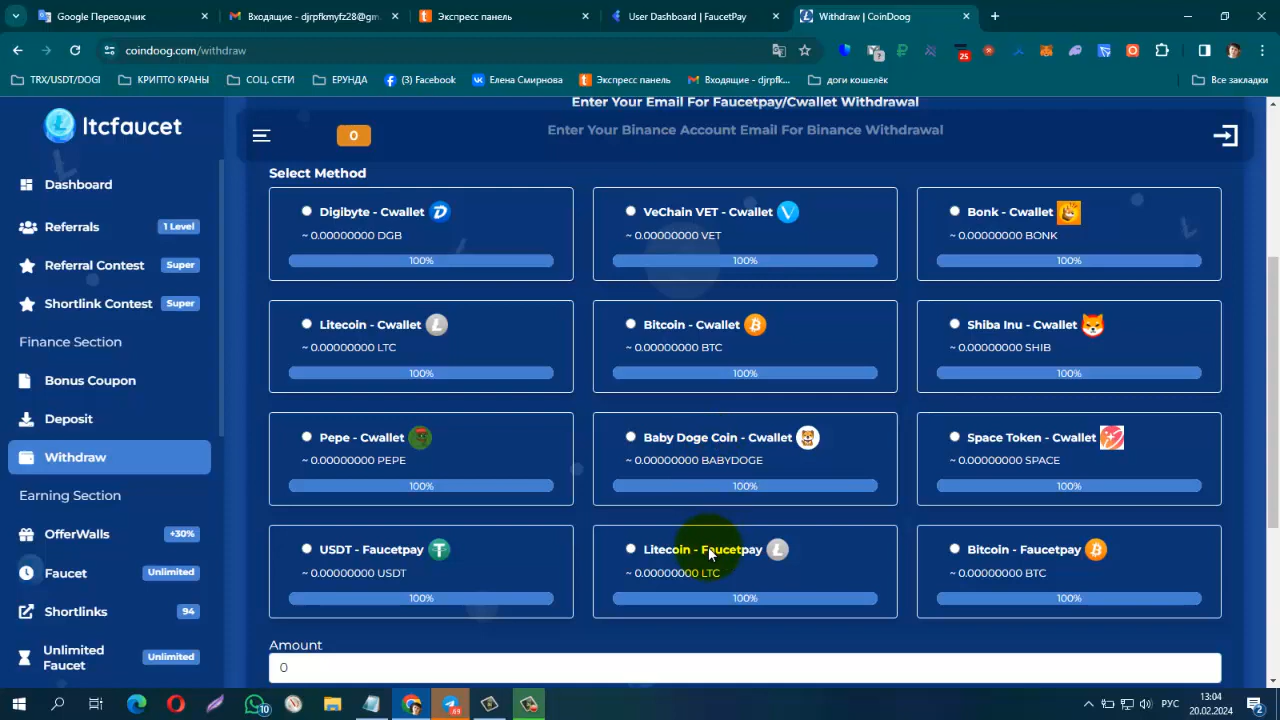 Google Переводчик
Входящие - djrpfkmyfz28@gm
Экспресс панель
User Dashboard | FaucetPay
Withdraw | CoinDoog
coindoog.com/withdraw
7
25
TRX/USDT/DOGI
КРИПТО КРАНЫ
СОЦ. СЕТИ
ЕРУНДА
(3) Facebook
Елена Смирнова
Экспресс панель
Входящие - djrpfk...
доги кошелёк
Все закладки
ltcfaucet
0
Enter Your Email For Faucetpay/Cwallet Withdrawal
Enter Your Binance Account Email For Binance Withdrawal
Dashboard
Referrals
1 Level
Referral Contest
Super
Shortlink Contest
Super
Finance Section
Bonus Coupon
Deposit
Withdraw
Earning Section
OfferWalls
+30%
Faucet
Unlimited
Shortlinks
94
Unlimited
Faucet
Unlimited
Select Method
Digibyte - Cwallet
~ 0.00000000 DGB
100%
VeChain VET - Cwallet
~ 0.00000000 VET
100%
Bonk - Cwallet
~ 0.00000000 BONK
100%
Litecoin - Cwallet
~ 0.00000000 LTC
100%
Bitcoin - Cwallet
~ 0.00000000 BTC
100%
Shiba Inu - Cwallet
~ 0.00000000 SHIB
100%
Pepe - Cwallet
~ 0.00000000 PEPE
100%
Baby Doge Coin - Cwallet
~ 0.00000000 BABYDOGE
100%
Space Token - Cwallet
~ 0.00000000 SPACE
100%
USDT - Faucetpay
~ 0.00000000 USDT
100%
Litecoin - Faucetpay
~ 0.00000000 LTC
100%
Bitcoin - Faucetpay
~ 0.00000000 BTC
100%
Amount
0
10
69
РУС
13:04
20.02.2024
2